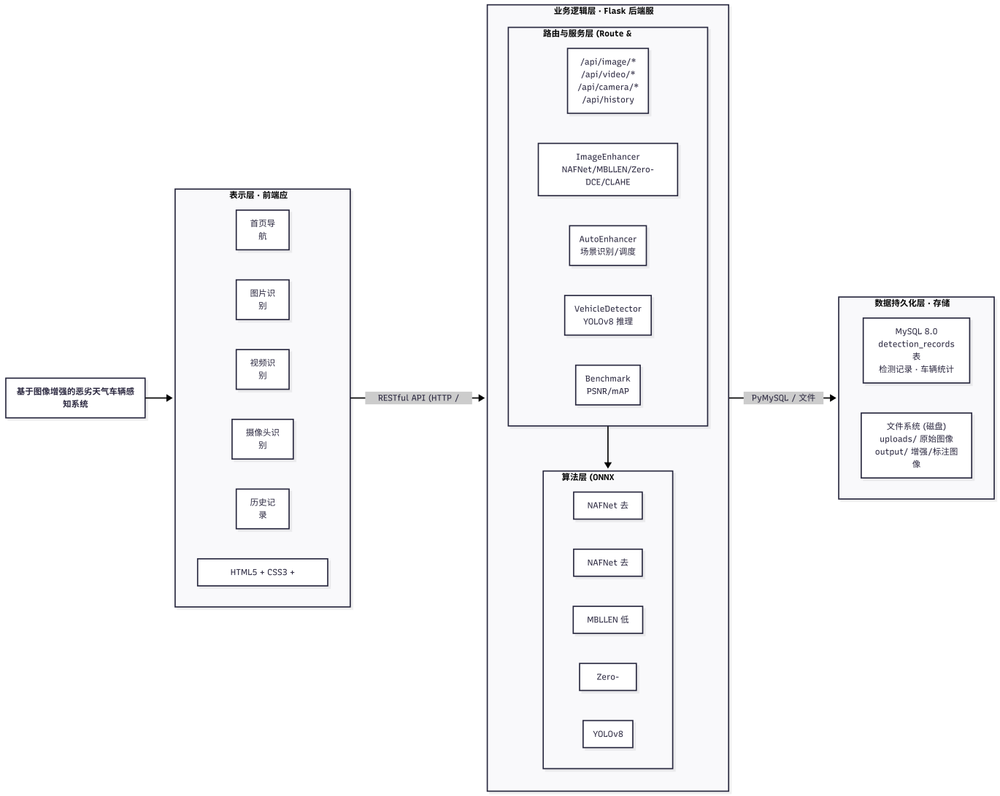 基于图像增强的恶劣天气车辆感
知系统
表示层 · 前端应
首页导
航
图片识
别
视频识
别
摄像头识
别
历史记
录
HTML5 + CSS3 +
RESTful API (HTTP /
业务逻辑层 · Flask 后端服
路由与服务层 (Route &
/api/image/*
/api/video/*
/api/camera/*
/api/history
ImageEnhancer
NAFNet/MBLLEN/Zero-
DCE/CLAHE
AutoEnhancer
场景识别/调度
VehicleDetector
YOLOv8 推理
Benchmark
PSNR/mAP
算法层 (ONNX
NAFNet 去
NAFNet 去
MBLLEN 低
Zero-
YOLOv8
PyMySQL / 文件
数据持久化层 · 存储
MySQL 8.0
detection_records
表
检测记录 · 车辆统计
文件系统 (磁盘)
uploads/ 原始图像
output/ 增强/标注图
像